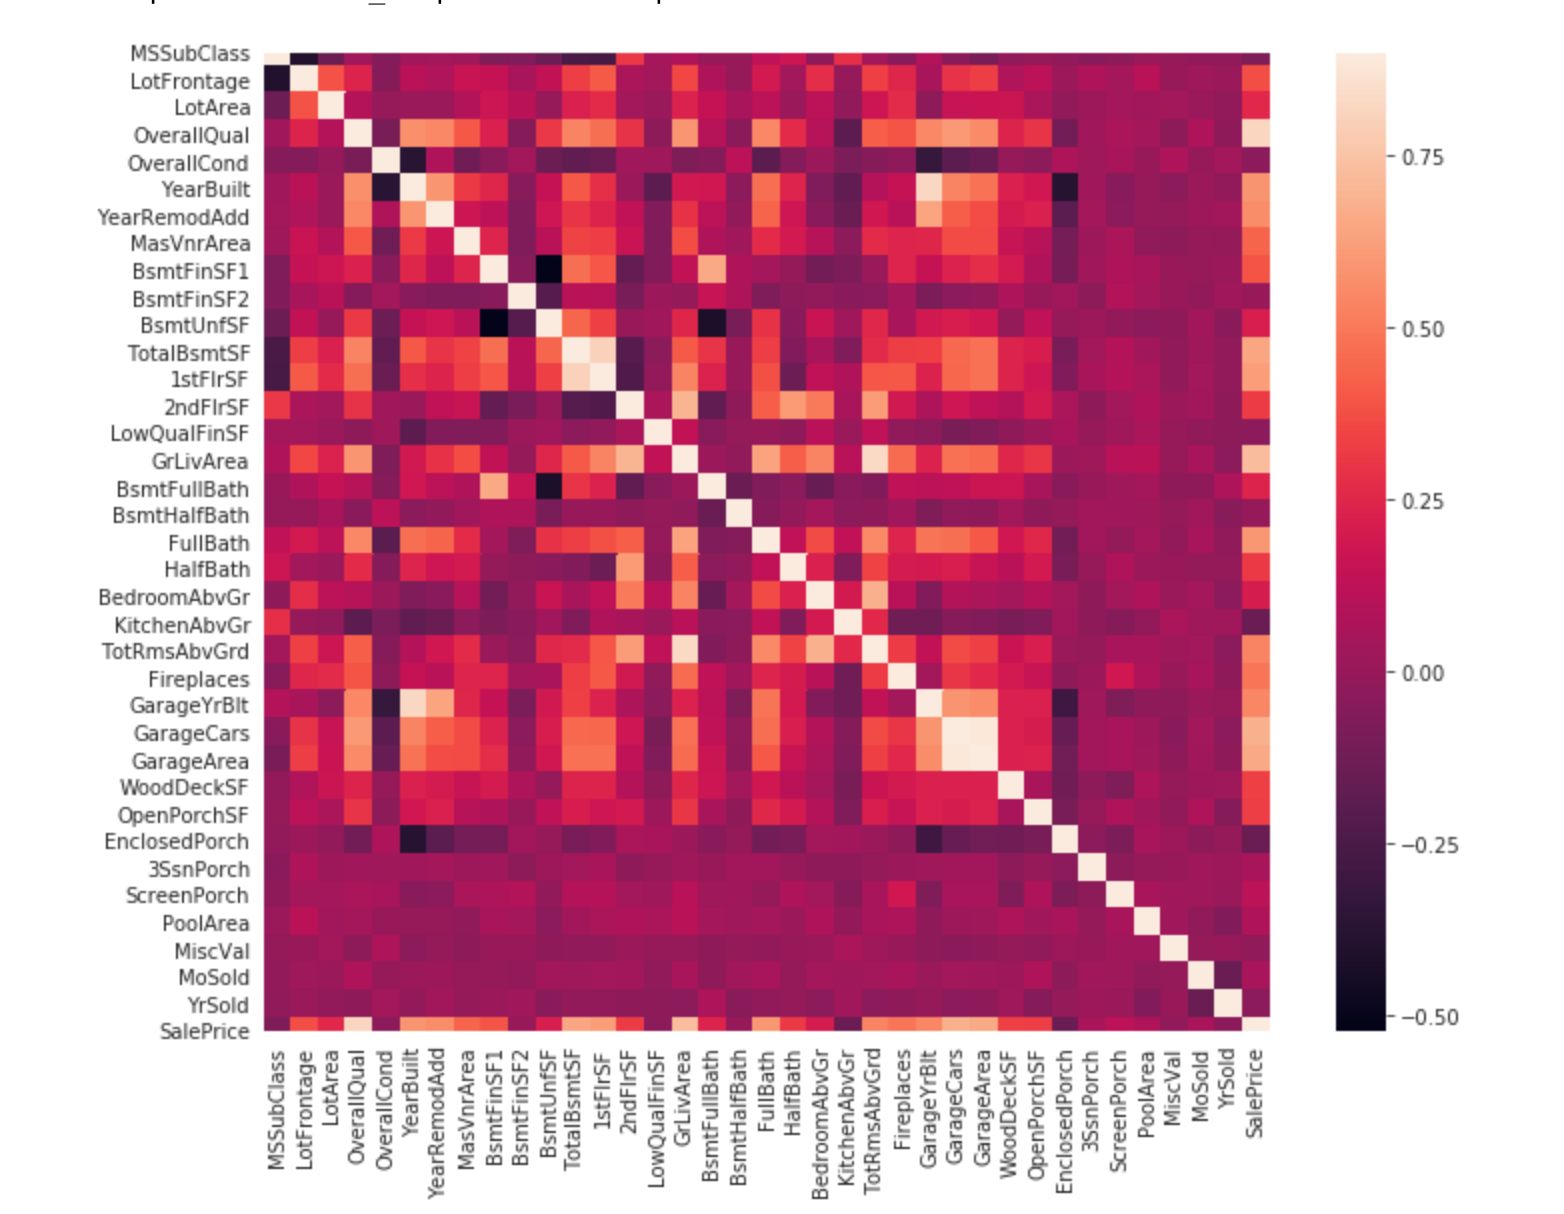 MSSubClass
LotFrontage
LotArea
OverallQual
OverallCond
YearBuilt
YearRemodAdd
MasVnrArea
BsmtFinSF1
BsmtFinSF2
BsmtUnfSF
TotalBsmtSF
1stFlrSF
2ndFlrSF
LowQualFinSF
GrLivArea
BsmtFullBath
BsmtHalfBath
FullBath
HalfBath
BedroomAbvGr
KitchenAbvGr
TotRmsAbvGrd
Fireplaces
GarageYrBlt
GarageCars
GarageArea
WoodDeckSF
OpenPorchSF
EnclosedPorch
3SsnPorch
ScreenPorch
PoolArea
MiscVal
MoSold
YrSold
SalePrice
MSSubClass
LotFrontage
LotArea
OverallQual
OverallCond
YearBuilt
YearRemodAdd
MasVnrArea
BsmtFinSF1
BsmtFinSF2
BsmtUnfSF
TotalBsmtSF
1stFlrSF
2ndFlrSF
LowQualFinSF
GrLivArea
BsmtFullBath
BsmtHalfBath
FullBath
HalfBath
BedroomAbvGr
KitchenAbvGr
TotRmsAbvGrd
Fireplaces
GarageYrBlt
GarageCars
GarageArea
WoodDeckSF
OpenPorchSF
EnclosedPorch
3SsnPorch
ScreenPorch
PoolArea
MiscVal
MoSold
YrSold
SalePrice
0.75
0.50
0.25
0.00
−0.25
−0.50